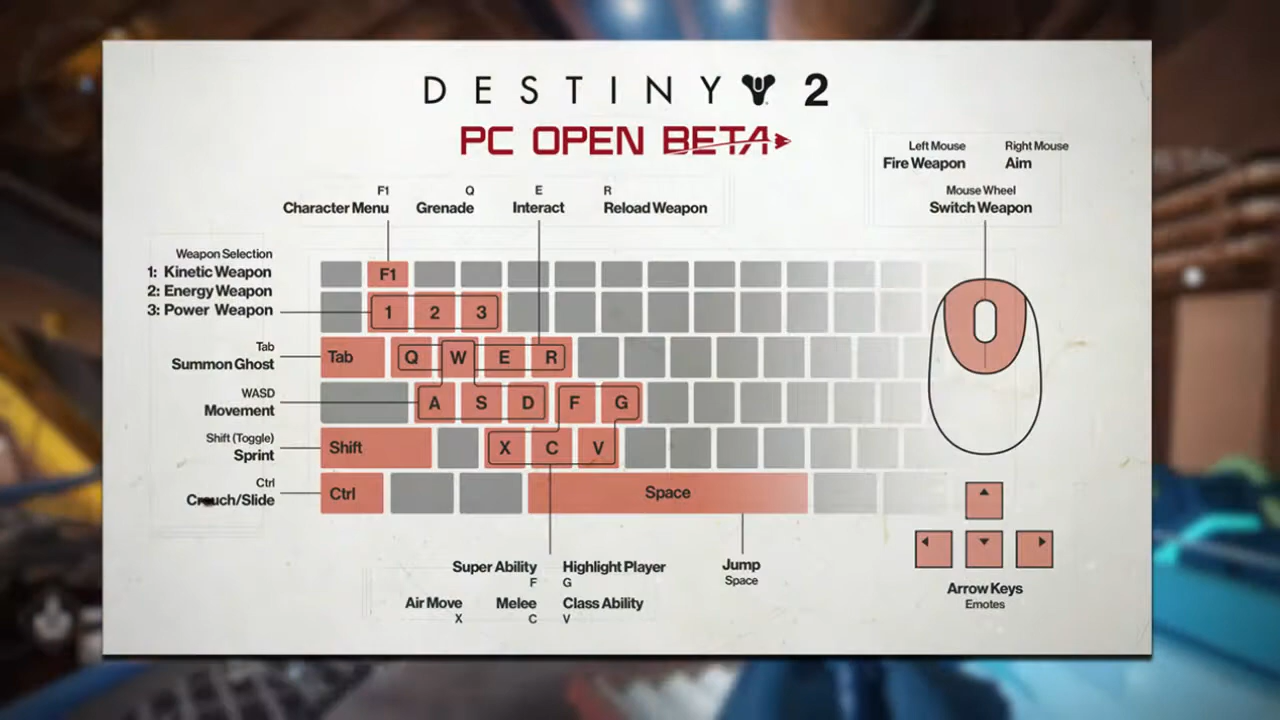 DESTINY 2
PC OPEN BETA
Left Mouse
Fire Weapon
Right Mouse
Aim
Mouse Wheel
Switch Weapon
F1
Character Menu
Q
Grenade
E
Interact
R
Reload Weapon
Weapon Selection
1: Kinetic Weapon
2: Energy Weapon
3: Power Weapon
Tab
Summon Ghost
WASD
Movement
Shift (Toggle)
Sprint
Ctrl
Crouch/Slide
F1
1 2 3
Tab Q W E R
A S D F G
Shift X C V
Ctrl Space
Super Ability
F
Highlight Player
G
Air Move
X
Melee
C
Class Ability
V
Jump
Space
Arrow Keys
Emotes